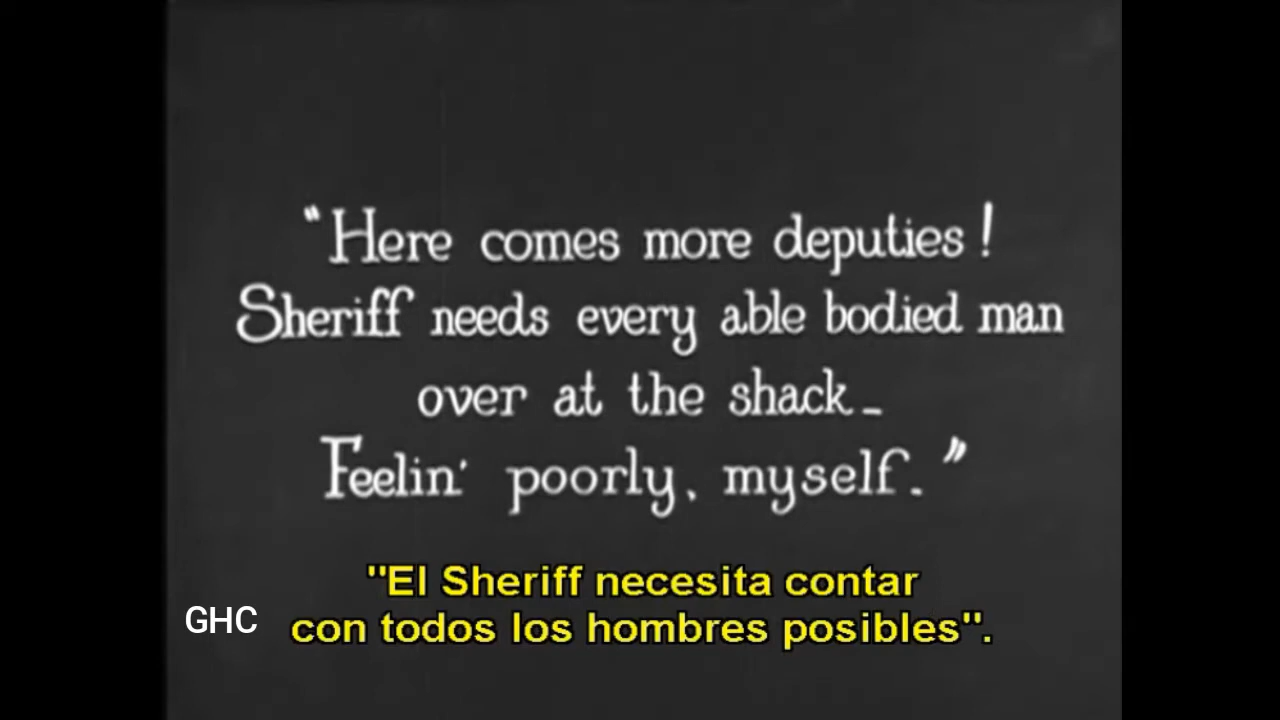 "Here comes more deputies!
Sheriff needs every able bodied man
over at the shack-
Feelin' poorly, myself."
"El Sheriff necesita contar
GHC
con todos los hombres posibles".